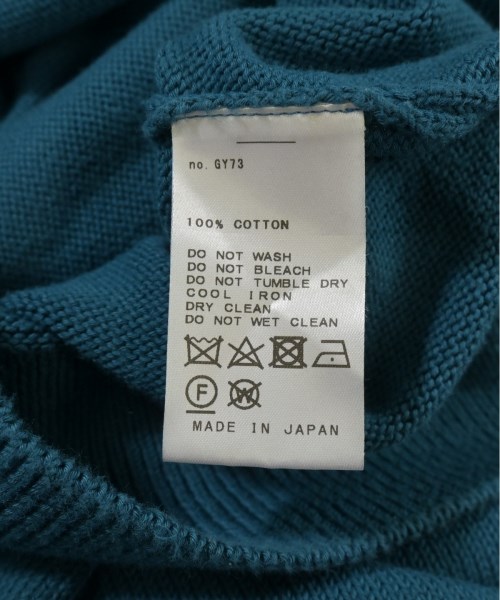 no. GY73
100% COTTON
DO NOT WASH
DO NOT BLEACH
DO NOT TUMBLE DRY
COOL IRON
DRY CLEAN
DO NOT WET CLEAN
F W
MADE IN JAPAN